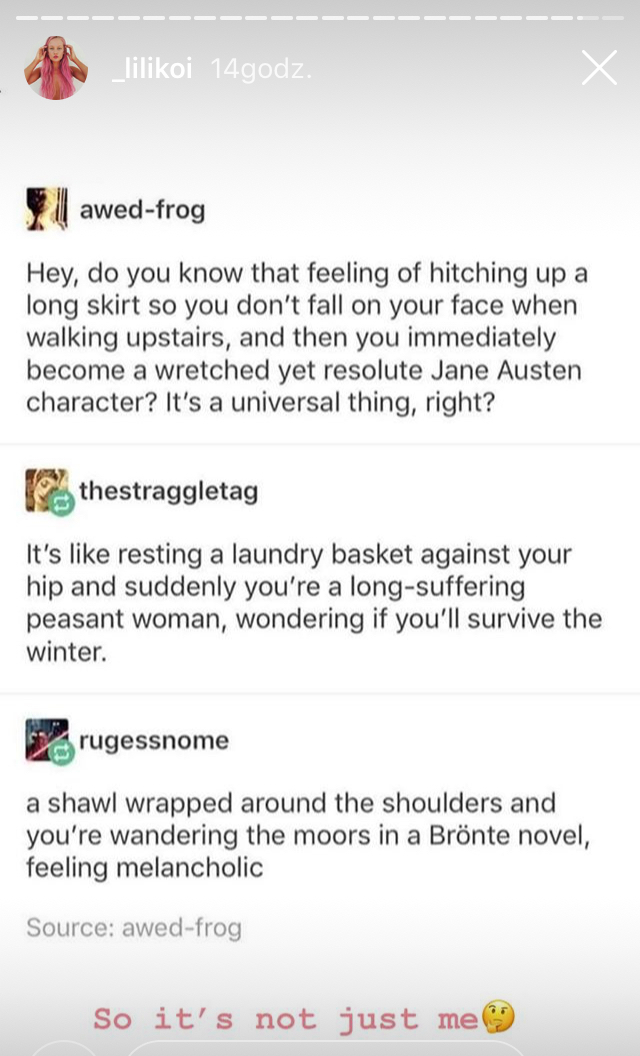 _lilikoi 14godz.
awed-frog
Hey, do you know that feeling of hitching up a
long skirt so you don't fall on your face when
walking upstairs, and then you immediately
become a wretched yet resolute Jane Austen
character? It's a universal thing, right?
thestraggletag
It's like resting a laundry basket against your
hip and suddenly you're a long-suffering
peasant woman, wondering if you'll survive the
winter.
rugessnome
a shawl wrapped around the shoulders and
you're wandering the moors in a Brönte novel,
feeling melancholic
Source: awed-frog
So it's not just me🤔